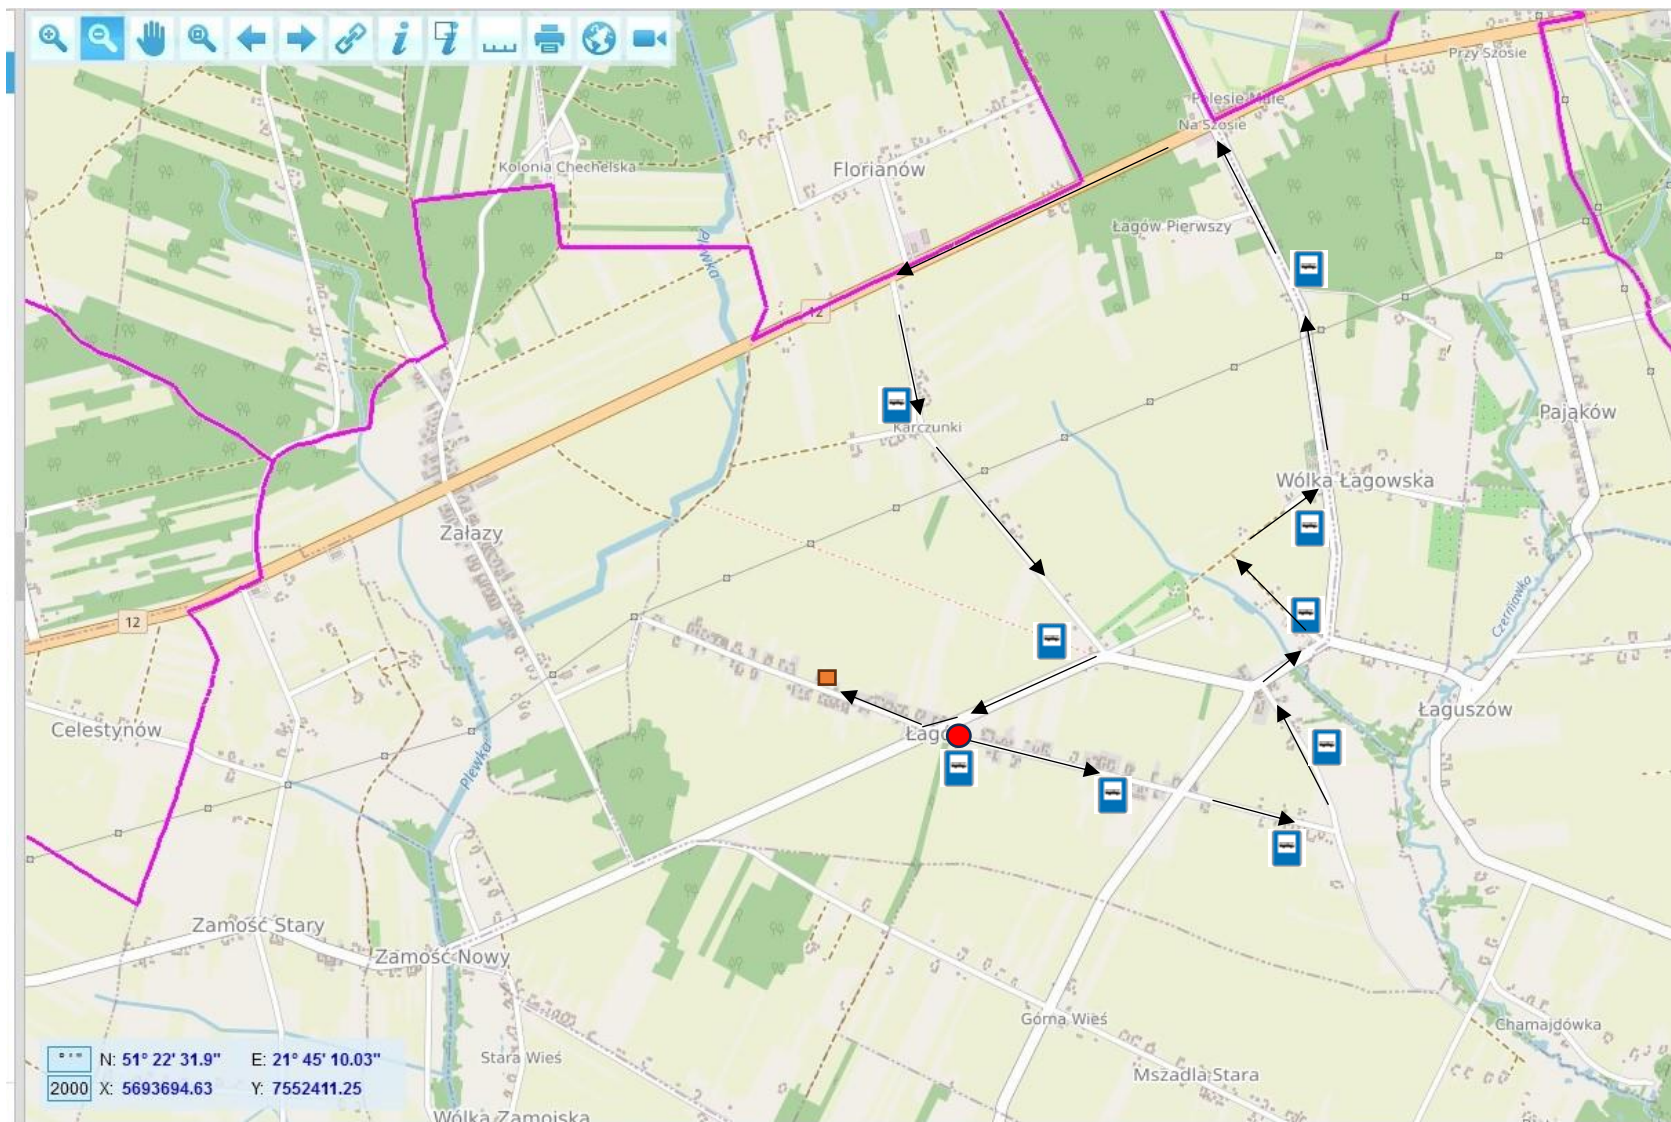 Przy Szosie
Polesie Małe
Na Szosie
Kolonia Chechelska
Florianów
Łagów Pierwszy
Plewka
12
Karczunki
Pająków
Wólka Łagowska
Załazy
Czerniawka
12
Celestynów
Łagó
Łaguszów
Plewka
Zamość Stary
Zamość Nowy
Górna Wieś
Chamajdówka
Stara Wieś
Mszadla Stara
Wólka Zamojska
° ' " N: 51° 22' 31.9" E: 21° 45' 10.03"
2000 X: 5693694.63 Y: 7552411.25